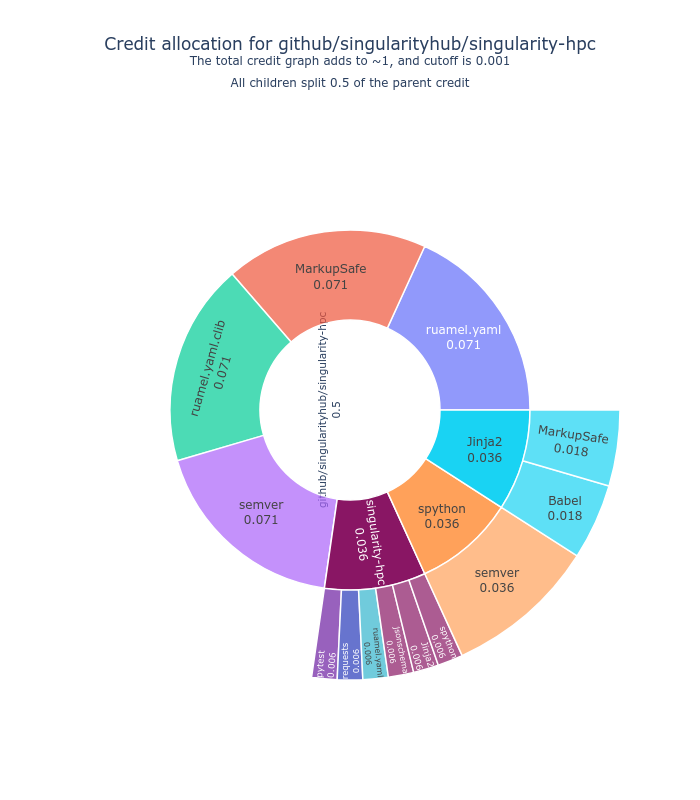 Credit allocation for github/singularityhub/singularity-hpc
The total credit graph adds to ~1, and cutoff is 0.001
All children split 0.5 of the parent credit
MarkupSafe
0.071
ruamel.yaml
0.071
ruamel.yaml.clib
0.071
github/singularityhub/singularity-hpc
0.5
Jinja2
0.036
MarkupSafe
0.018
Babel
0.018
semver
0.071
singularity-hpc
0.036
spython
0.036
semver
0.036
pytest
0.006
requests
0.006
ruamel.yaml
0.006
jsonschema
0.006
Jinja2
0.006
spython
0.006